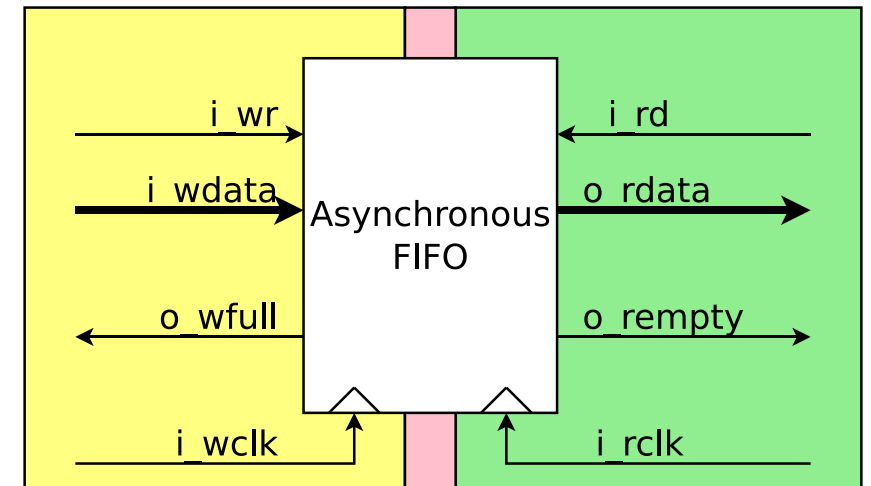 i_wr
i_rd
i_wdata
o_rdata
Asynchronous
FIFO
o_wfull
o_rempty
i_wclk
i_rclk